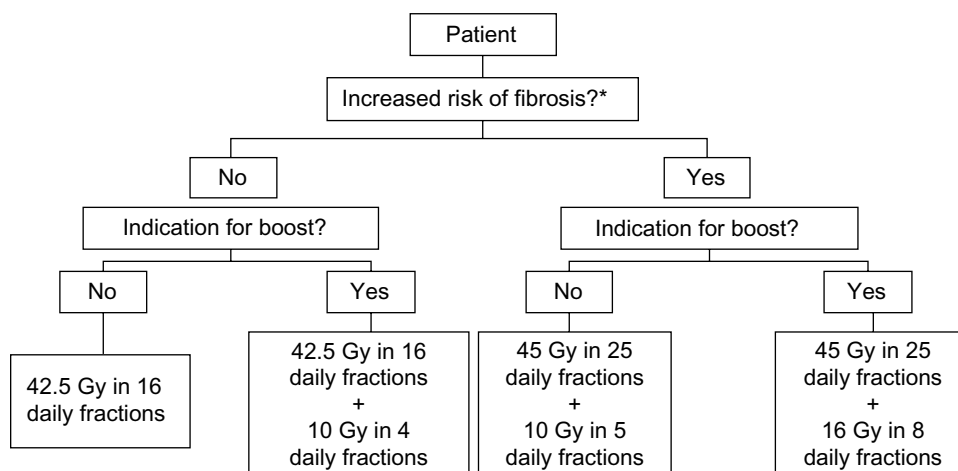 Patient
Increased risk of fibrosis?*
No
Yes
Indication for boost?
Indication for boost?
No
Yes
No
Yes
42.5 Gy in 16
daily fractions
42.5 Gy in 16
daily fractions
+
10 Gy in 4
daily fractions
45 Gy in 25
daily fractions
+
10 Gy in 5
daily fractions
45 Gy in 25
daily fractions
+
16 Gy in 8
daily fractions